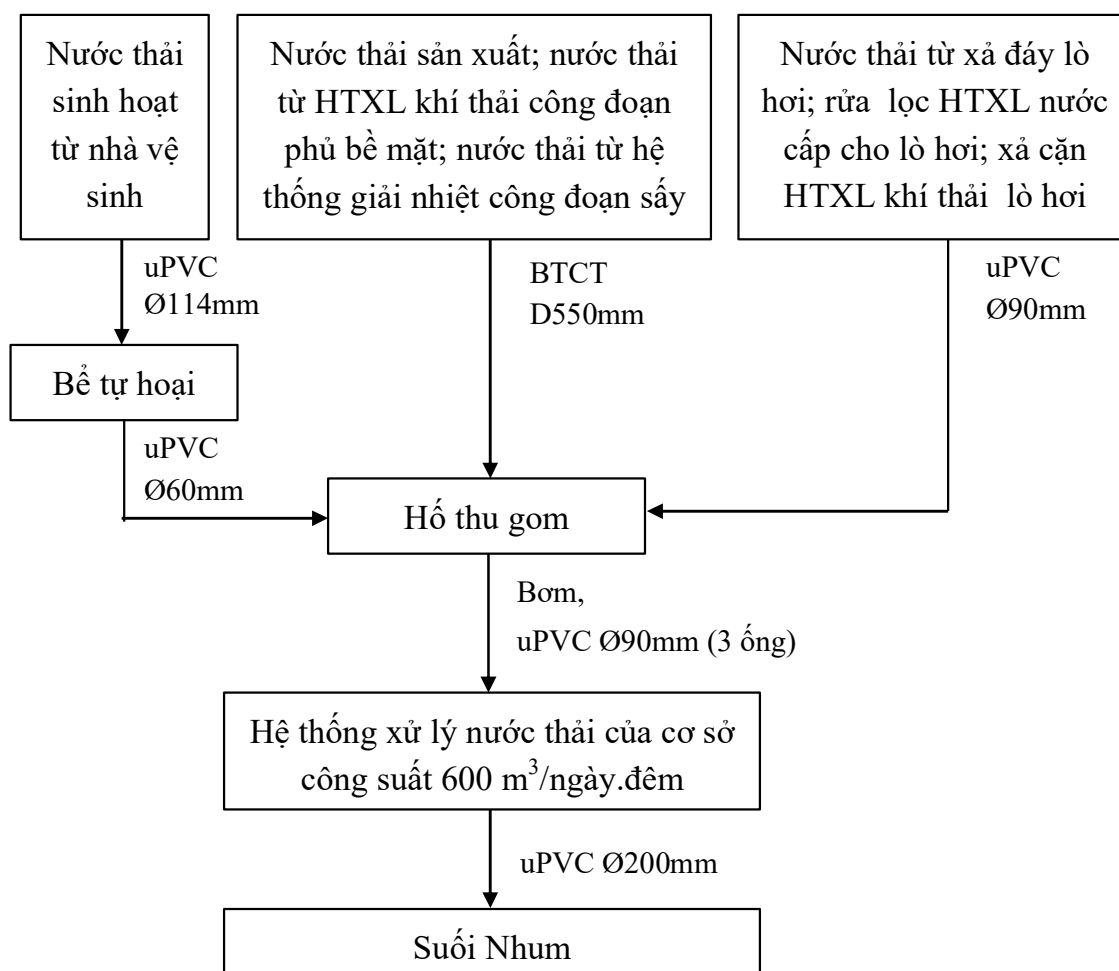 Nước thải
sinh hoạt
từ nhà vệ
sinh
Nước thải sản xuất; nước thải
từ HTXL khí thải công đoạn
phủ bề mặt; nước thải từ hệ
thống giải nhiệt công đoạn sấy
Nước thải từ xả đáy lò
hơi; rửa lọc HTXL nước
cấp cho lò hơi; xả cặn
HTXL khí thải lò hơi
uPVC
Ø114mm
BTCT
D550mm
uPVC
Ø90mm
Bể tự hoại
uPVC
Ø60mm
Hố thu gom
Bơm,
uPVC Ø90mm (3 ống)
Hệ thống xử lý nước thải của cơ sở
công suất 600 m³/ngày.đêm
uPVC Ø200mm
Suối Nhum